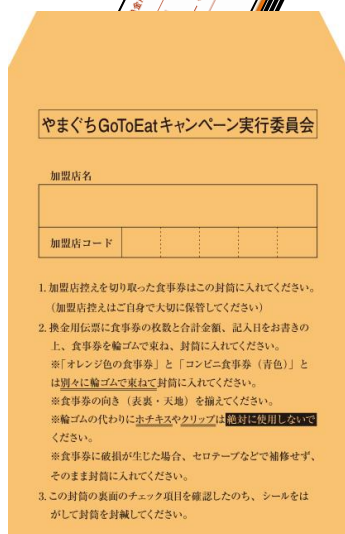 やまぐちGoToEatキャンペーン実行委員会
加盟店名
加盟店コード
1. 加盟店控えを切り取った食事券はこの封筒に入れてください。
（加盟店控えはご自身で大切に保管してください）
2. 換金用伝票に食事券の枚数と合計金額、記入日をお書きの
上、食事券を輪ゴムで束ね、封筒に入れてください。
※「オレンジ色の食事券」と「コンビニ食事券（青色）」と
は別々に輪ゴムで束ねて封筒に入れてください。
※食事券の向き（表裏・天地）を揃えてください。
※輪ゴムの代わりにホチキスやクリップは絶対に使用しないで
ください。
※食事券に破損が生じた場合、セロテープなどで補修せず、
そのまま封筒に入れてください。
3. この封筒の裏面のチェック項目を確認したのち、シールをは
がして封筒を封緘してください。